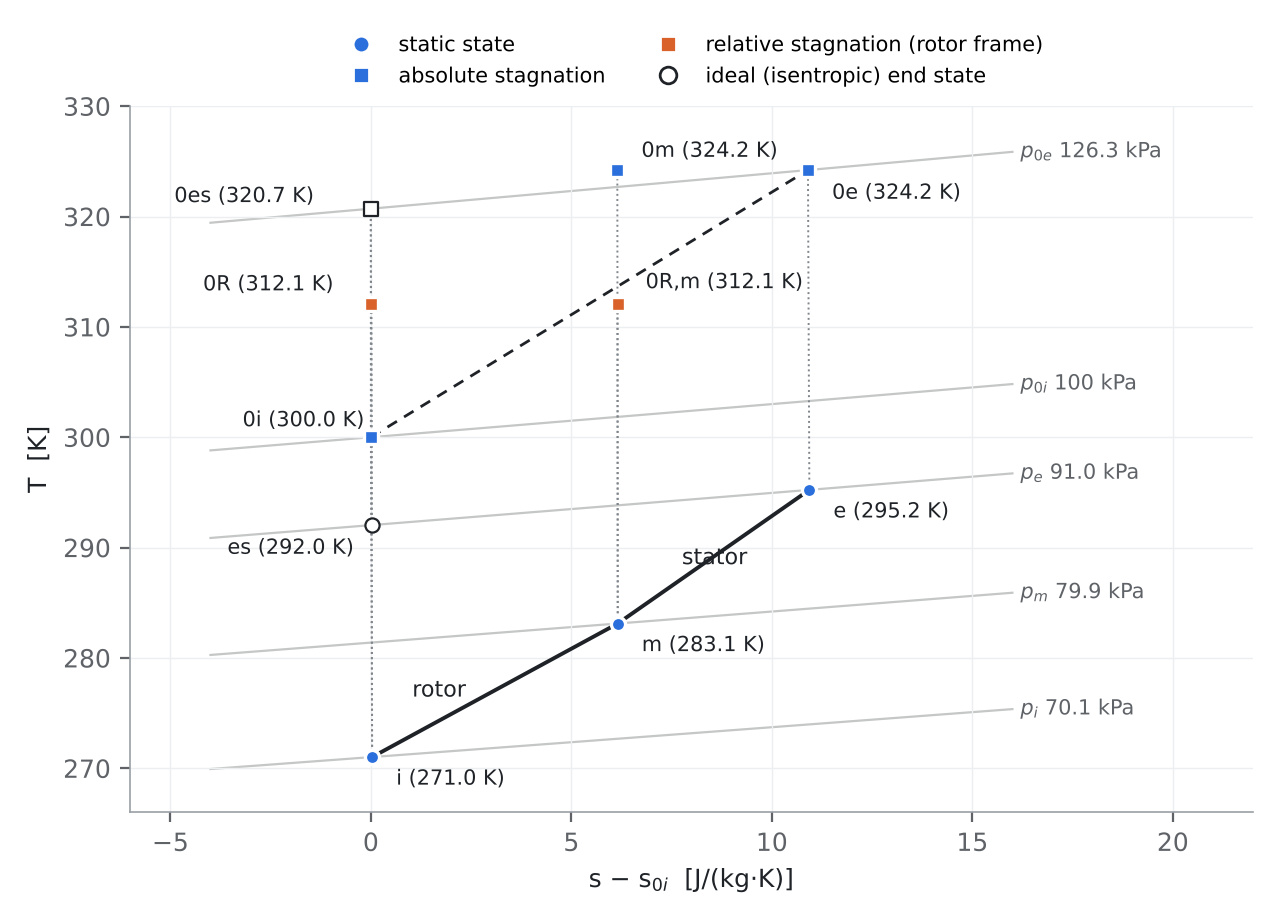 static state
absolute stagnation
relative stagnation (rotor frame)
ideal (isentropic) end state
330
320
310
300
290
280
270
T [K]
0m (324.2 K)
p0e 126.3 kPa
0es (320.7 K)
0e (324.2 K)
0R (312.1 K)
0R,m (312.1 K)
p0i 100 kPa
0i (300.0 K)
pe 91.0 kPa
e (295.2 K)
es (292.0 K)
stator
pm 79.9 kPa
m (283.1 K)
rotor
pi 70.1 kPa
i (271.0 K)
−5
0
5
10
15
20
s − s0i [J/(kg·K)]